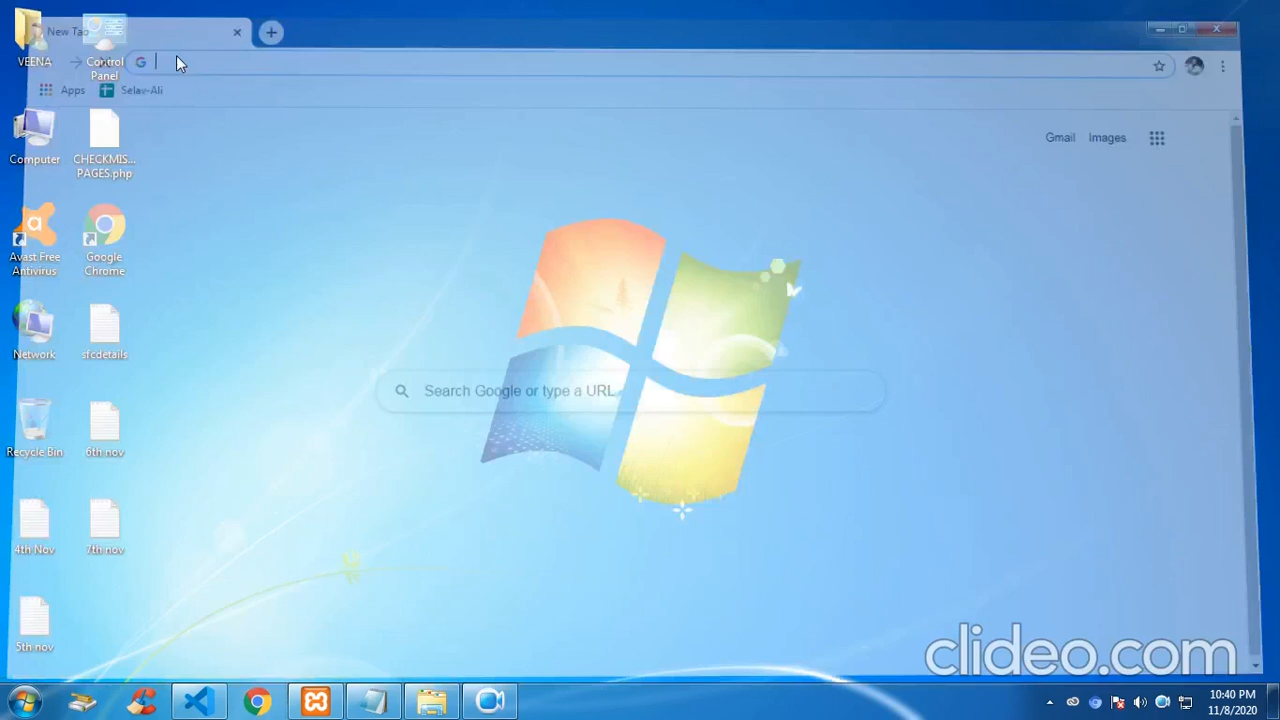 New Tab
Apps
Selav-Ali
Gmail
Images
Search Google or type a URL
VEENA
Control
Panel
Computer
CHECKMIS...
PAGES.php
Avast Free
Antivirus
Google
Chrome
Network
sfcdetails
Recycle Bin
6th nov
4th Nov
7th nov
5th nov
clideo.com
10:40 PM
11/8/2020